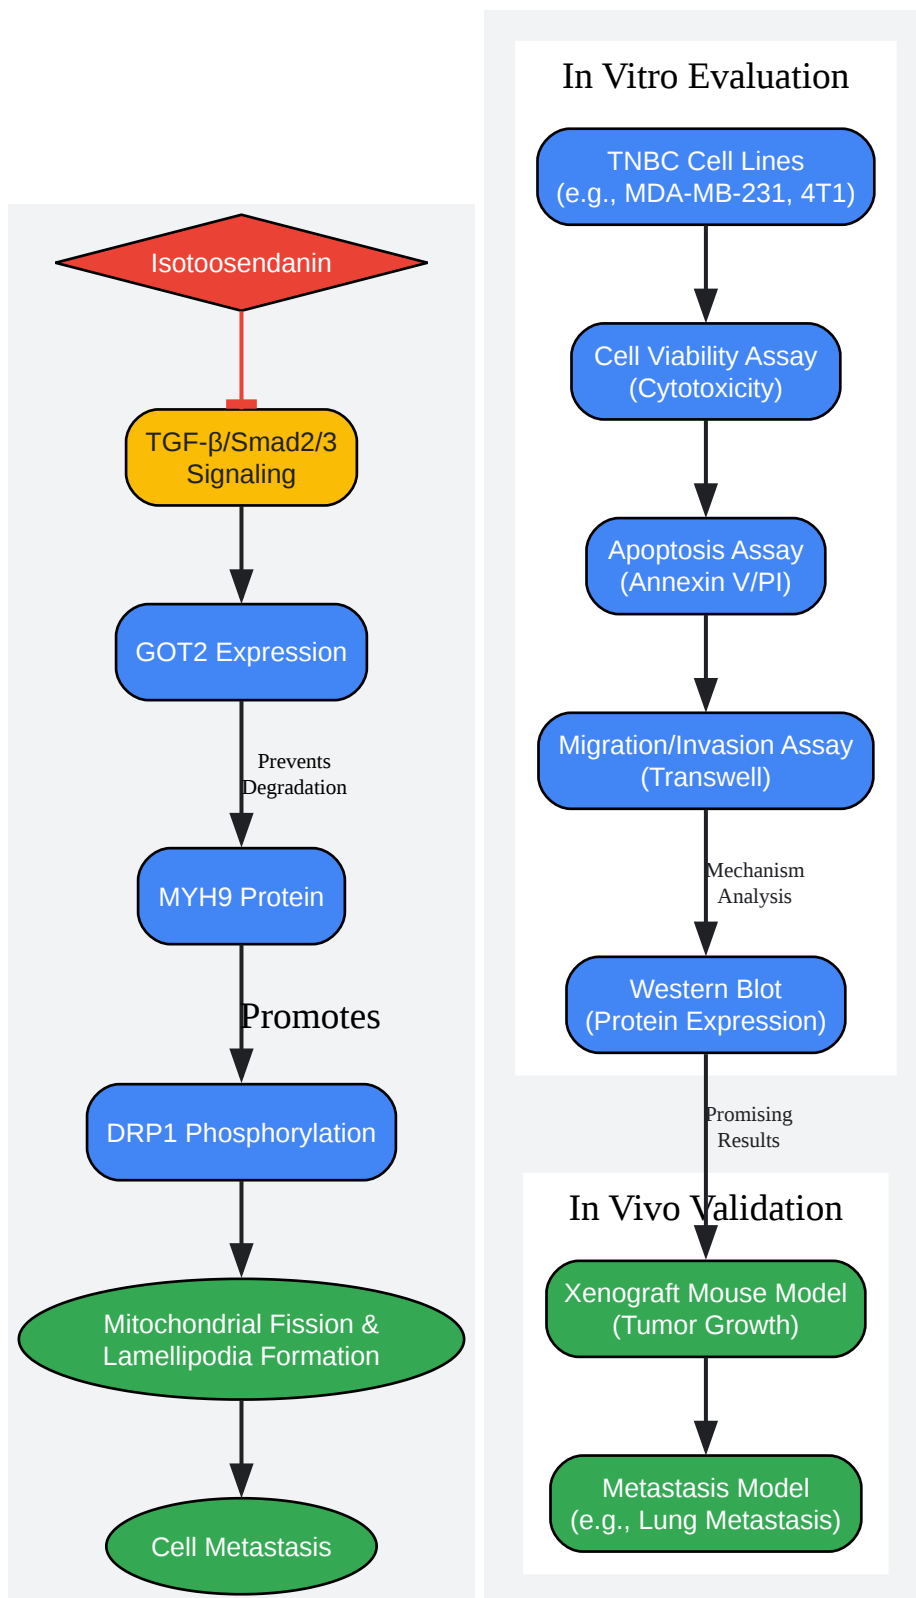 Isotoosendanin
TGF-β/Smad2/3
Signaling
GOT2 Expression
Prevents
Degradation
MYH9 Protein
Promotes
DRP1 Phosphorylation
Mitochondrial Fission &
Lamellipodia Formation
Cell Metastasis
In Vitro Evaluation
TNBC Cell Lines
(e.g., MDA-MB-231, 4T1)
Cell Viability Assay
(Cytotoxicity)
Apoptosis Assay
(Annexin V/PI)
Migration/Invasion Assay
(Transwell)
Mechanism
Analysis
Western Blot
(Protein Expression)
Promising
Results
In Vivo Validation
Xenograft Mouse Model
(Tumor Growth)
Metastasis Model
(e.g., Lung Metastasis)